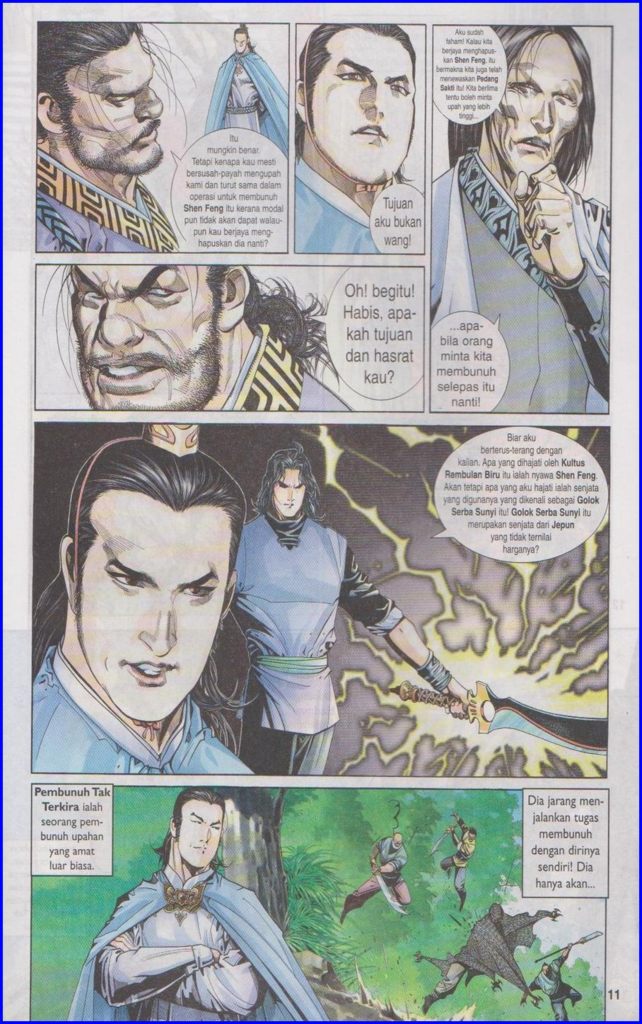 Itu
mungkin benar.
Tetapi kenapa kau mesti
bersusah-payah mengupah
kami dan turut sama dalam
operasi untuk membunuh
Shen Feng itu kerana modal
pun tidak akan dapat walau-
pun kau berjaya meng-
hapuskan dia nanti?
Tujuan
aku bukan
wang!
Aku sudah
faham! Kalau kita
berjaya menghapus-
kan Shen Feng, itu
bermakna kita juga telah
menewaskan Pedang
Sakti itu! Kita berlima
tentu boleh minta
upah yang lebih
tinggi...
...apa-
bila orang
minta kita
membunuh
selepas itu
nanti!
Oh! begitu!
Habis, apa-
kah tujuan
dan hasrat
kau?
Biar aku
berterus-terang dengan
kalian. Apa yang dihajati oleh Kultus
Rembulan Biru itu ialah nyawa Shen Feng.
Akan tetapi apa yang aku hajati ialah senjata
yang digunanya yang dikenali sebagai Golok
Serba Sunyi itu! Golok Serba Sunyi itu
merupakan senjata dari Jepun
yang tidak ternilai
harganya?
Pembunuh Tak
Terkira ialah
seorang pem-
bunuh upahan
yang amat
luar biasa.
Dia jarang men-
jalankan tugas
membunuh
dengan dirinya
sendiri! Dia
hanya akan...
11